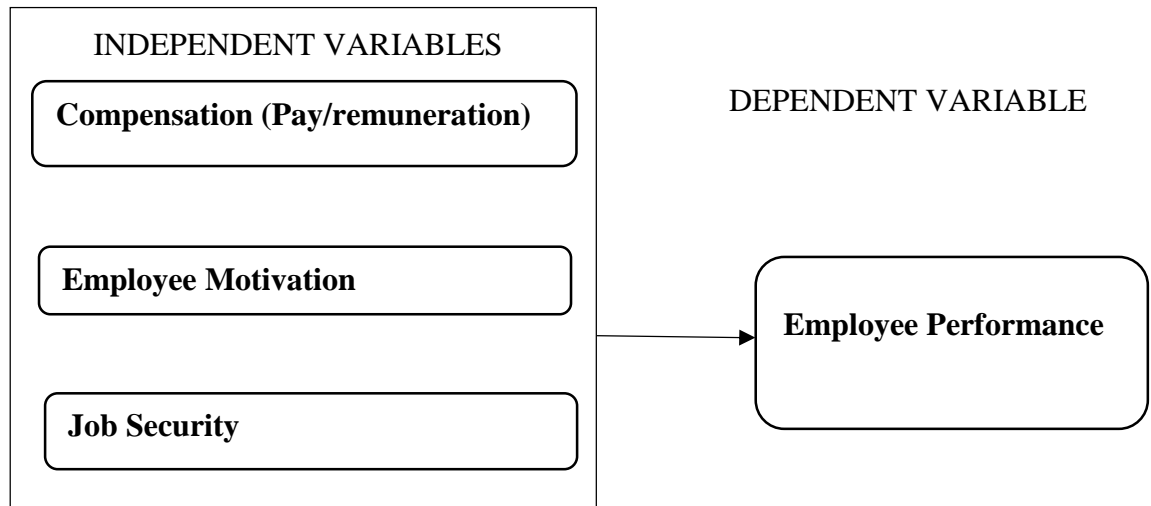 INDEPENDENT VARIABLES
Compensation (Pay/remuneration)
Employee Motivation
Job Security
DEPENDENT VARIABLE
Employee Performance